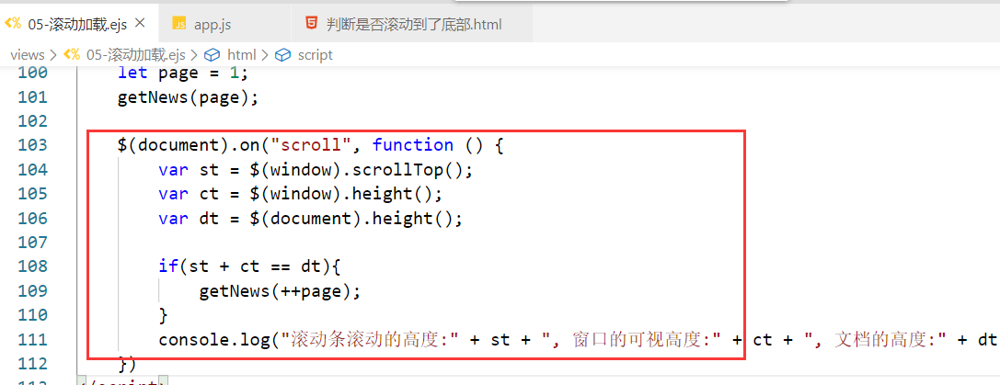 05-滚动加载.ejs app.js 判断是否滚动到了底部.html
views > 05-滚动加载.ejs > html > script
100 let page = 1;
101 getNews(page);
102
103 $(document).on("scroll", function () {
104 var st = $(window).scrollTop();
105 var ct = $(window).height();
106 var dt = $(document).height();
107
108 if(st + ct == dt){
109 getNews(++page);
110 }
111 console.log("滚动条滚动的高度:" + st + ", 窗口的可视高度:" + ct + ", 文档的高度:" + dt
112 })
113 </script>